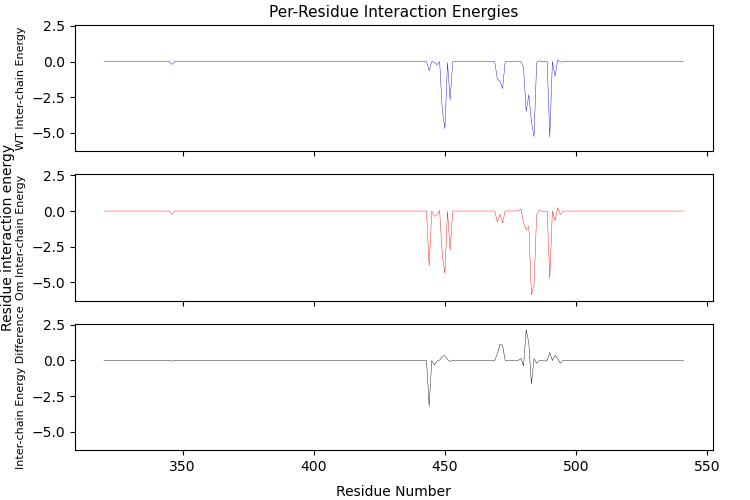 Per-Residue Interaction Energies
Residue interaction energy
WT Inter-chain Energy
2.5
0.0
−2.5
−5.0
Om Inter-chain Energy
2.5
0.0
−2.5
−5.0
Inter-chain Energy Difference
2.5
0.0
−2.5
−5.0
350 400 450 500 550
Residue Number